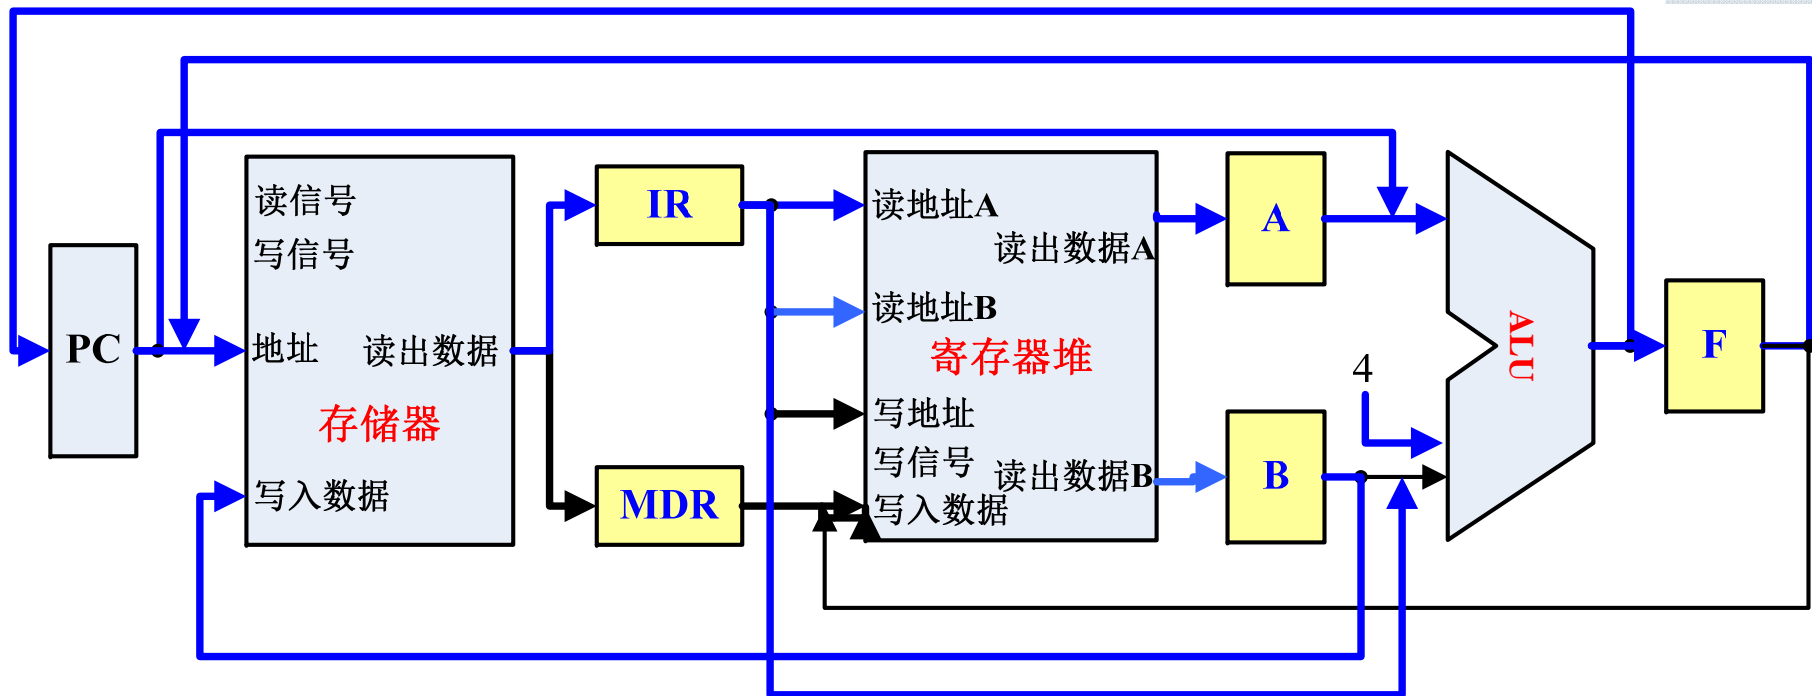 PC
读信号
写信号
地址
读出数据
存储器
写入数据
IR
MDR
读地址A
读出数据A
读地址B
寄存器堆
写地址
写信号
读出数据B
写入数据
A
B
4
ALU
F